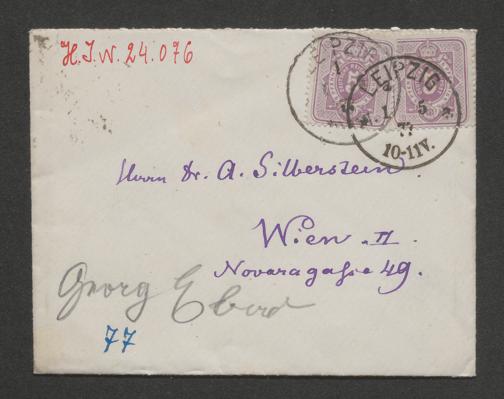 H.I.N. 24.076
LEIPZIG
1
LEIPZIG
* I. *
5
77
10-11V.
Herrn Dr. A. Silberstein
Wien. II.
Novaragasse 49.
Georg Ebers
77